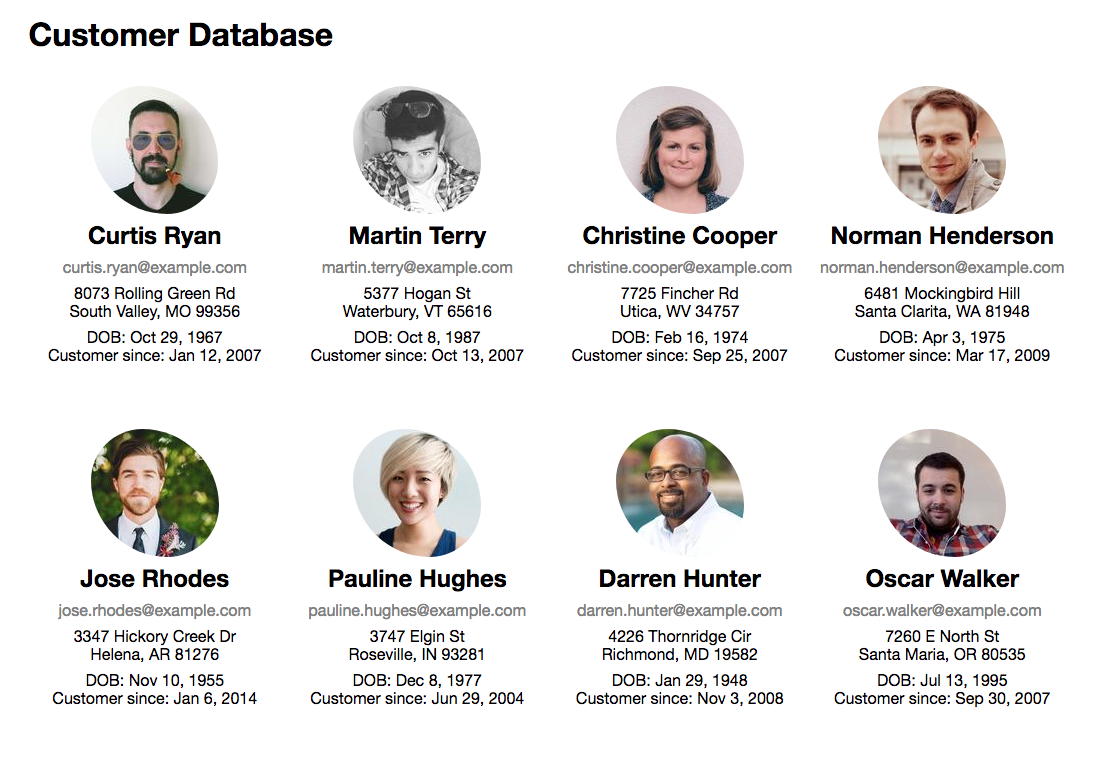 Customer Database
Curtis Ryan
curtis.ryan@example.com
8073 Rolling Green Rd
South Valley, MO 99356
DOB: Oct 29, 1967
Customer since: Jan 12, 2007
Martin Terry
martin.terry@example.com
5377 Hogan St
Waterbury, VT 65616
DOB: Oct 8, 1987
Customer since: Oct 13, 2007
Christine Cooper
christine.cooper@example.com
7725 Fincher Rd
Utica, WV 34757
DOB: Feb 16, 1974
Customer since: Sep 25, 2007
Norman Henderson
norman.henderson@example.com
6481 Mockingbird Hill
Santa Clarita, WA 81948
DOB: Apr 3, 1975
Customer since: Mar 17, 2009
Jose Rhodes
jose.rhodes@example.com
3347 Hickory Creek Dr
Helena, AR 81276
DOB: Nov 10, 1955
Customer since: Jan 6, 2014
Pauline Hughes
pauline.hughes@example.com
3747 Elgin St
Roseville, IN 93281
DOB: Dec 8, 1977
Customer since: Jun 29, 2004
Darren Hunter
darren.hunter@example.com
4226 Thornridge Cir
Richmond, MD 19582
DOB: Jan 29, 1948
Customer since: Nov 3, 2008
Oscar Walker
oscar.walker@example.com
7260 E North St
Santa Maria, OR 80535
DOB: Jul 13, 1995
Customer since: Sep 30, 2007